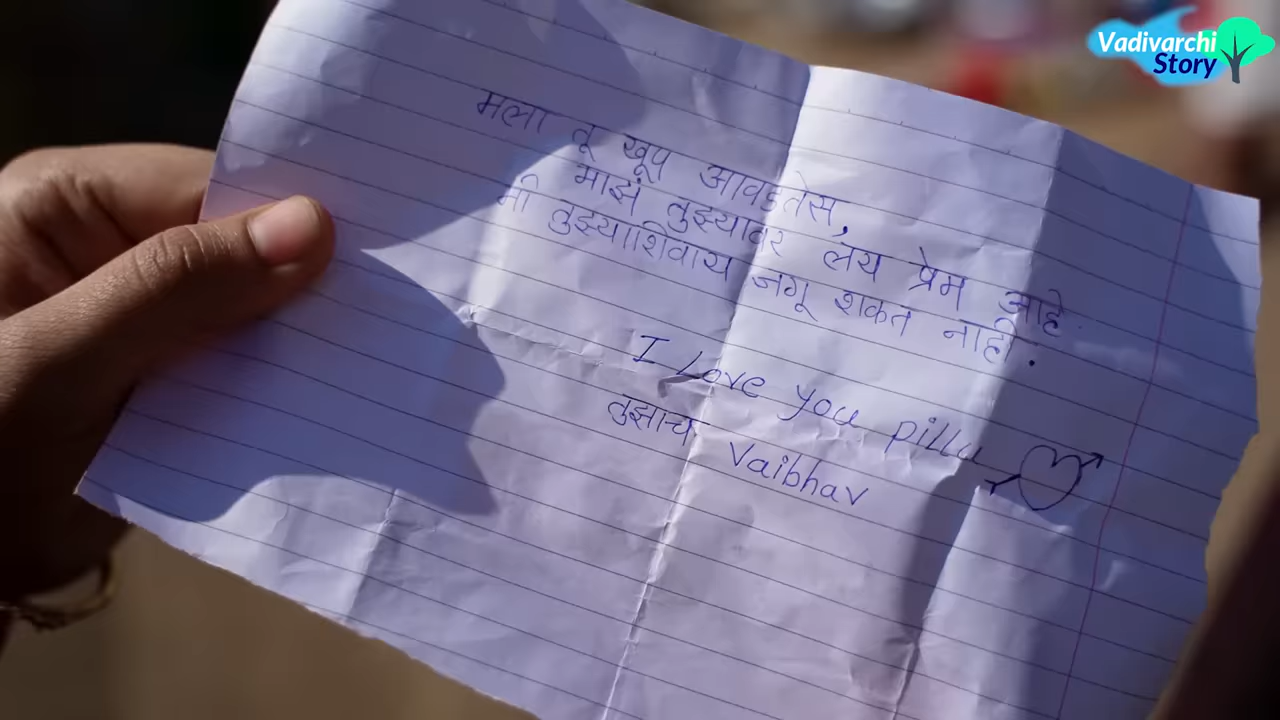 Vadivarchi
Story
मला तू खूप आवडतेस,
माझे तुझ्यावर लय प्रेम आहे.
मी तुझ्याशिवाय जगू शकत नाही.
I Love You pillu
तुझाच Vaibhav